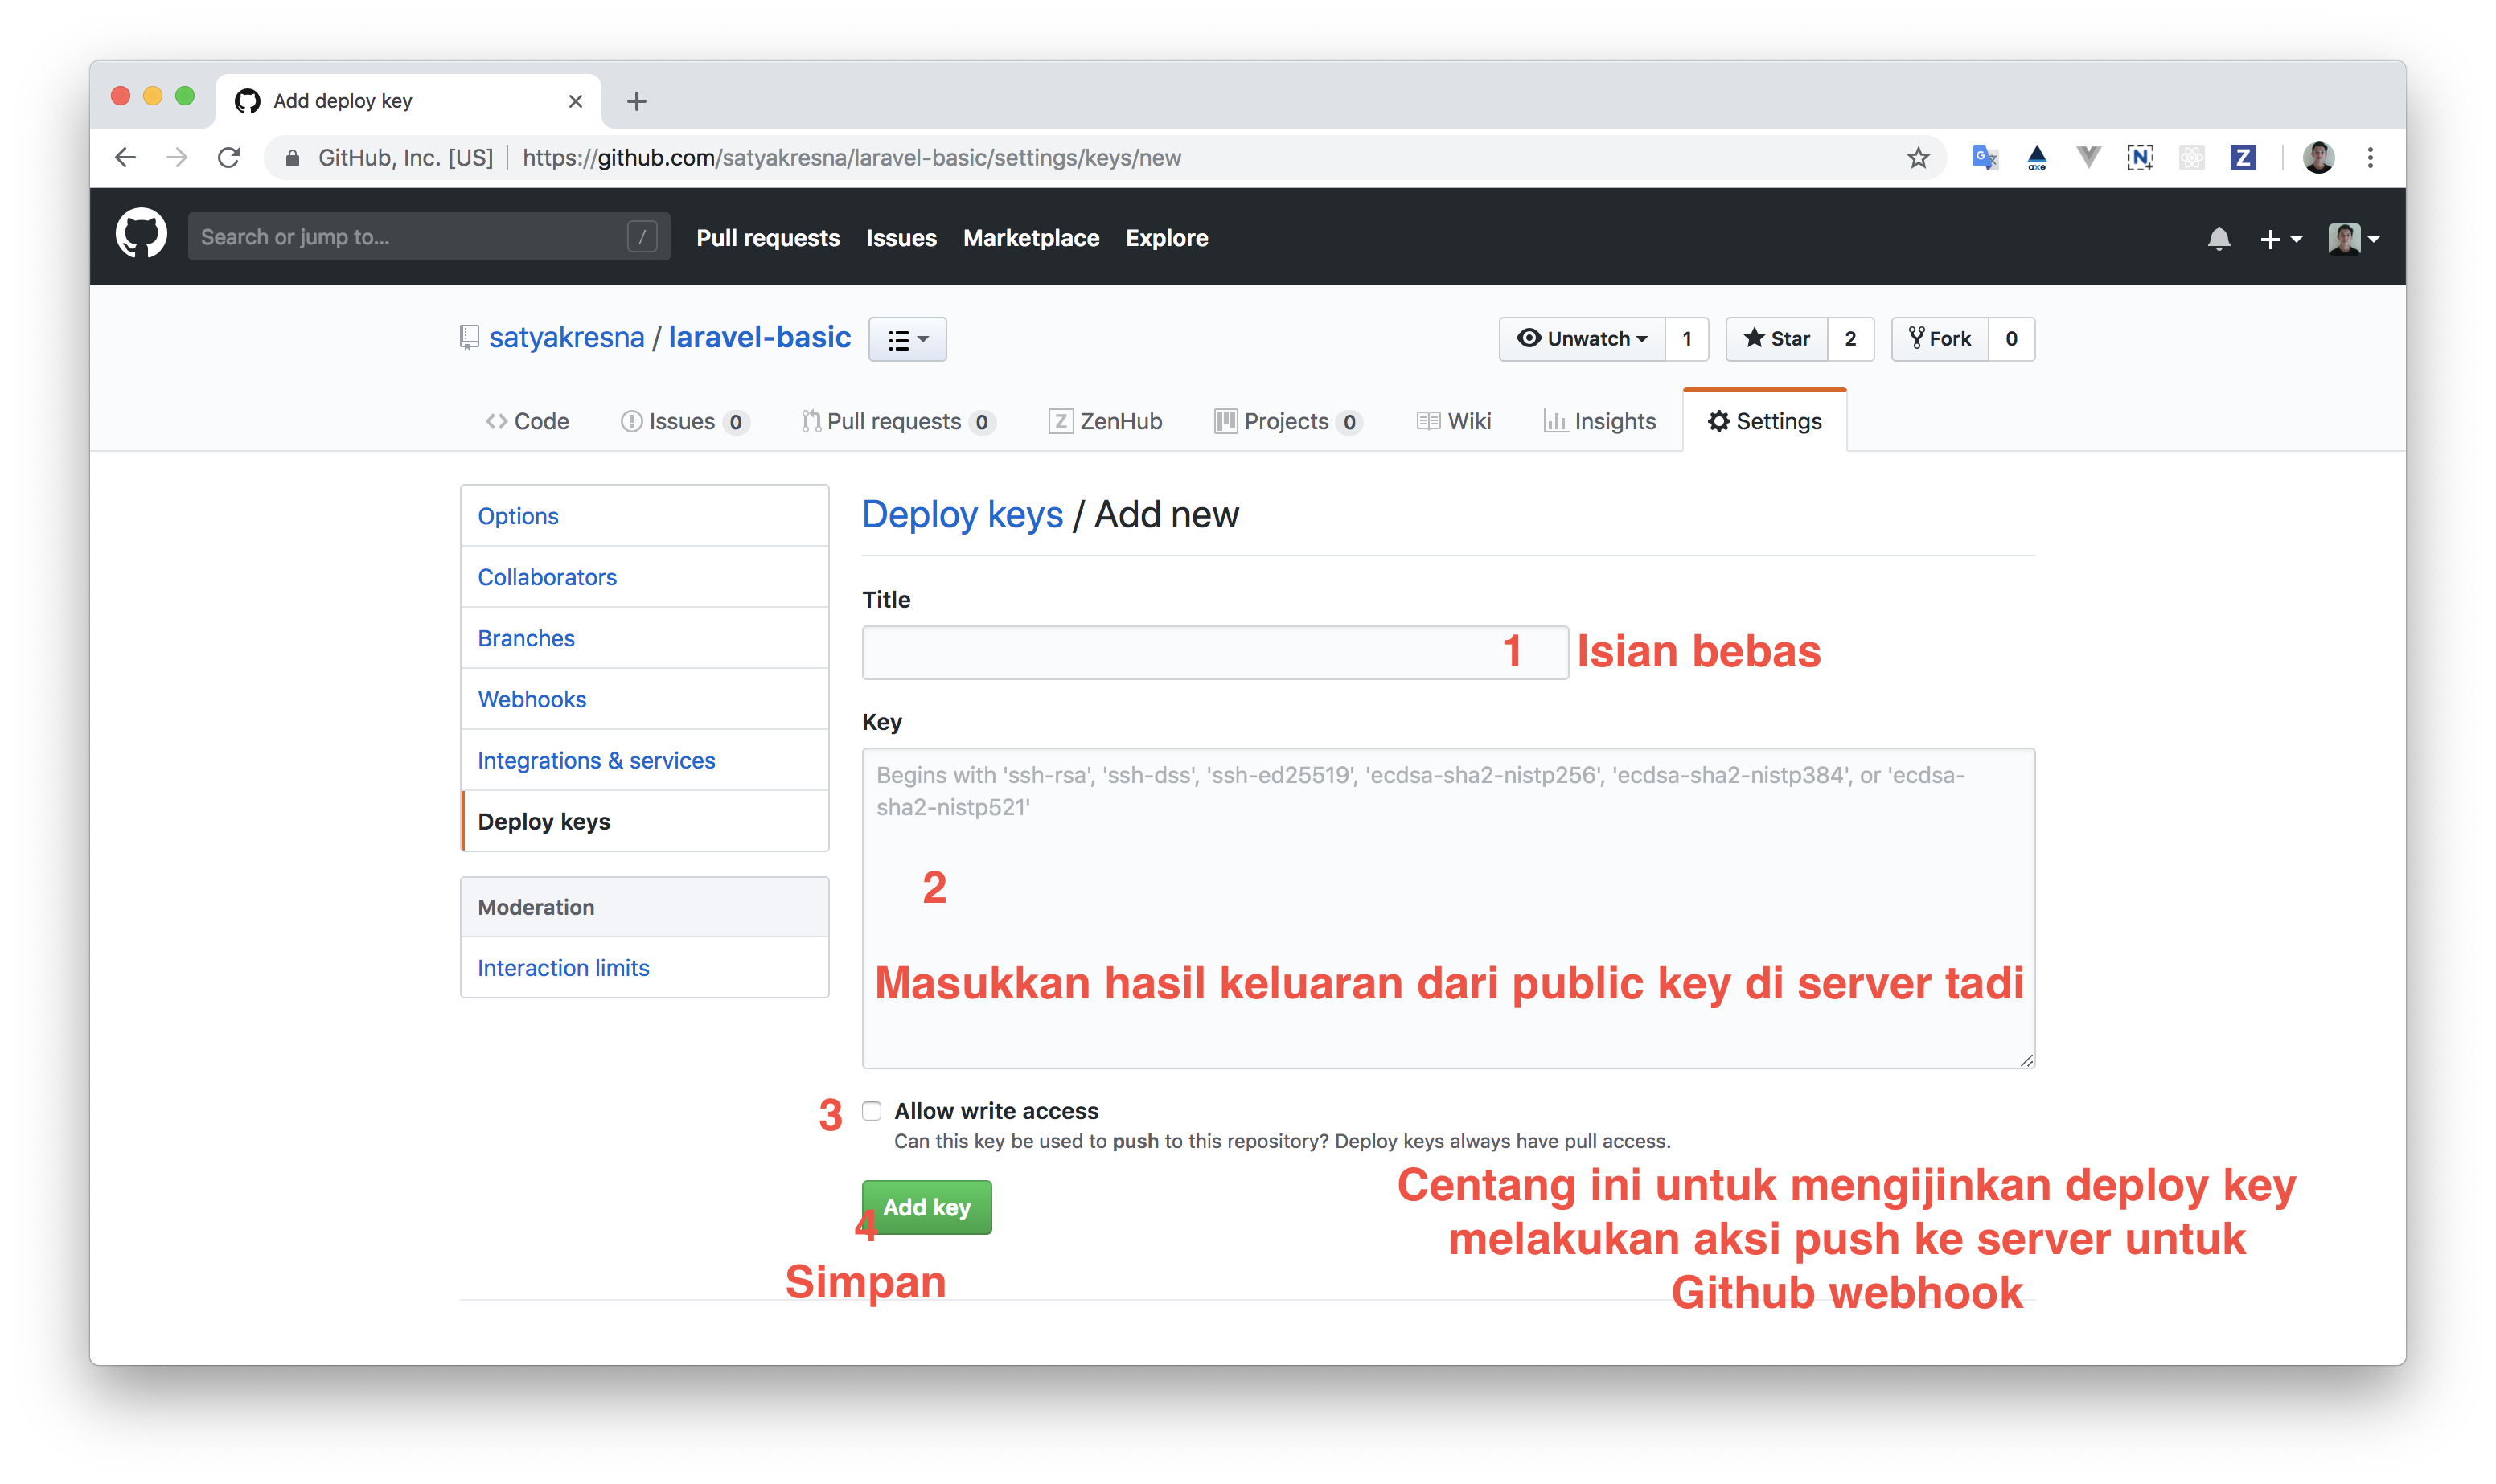 Add deploy key
GitHub, Inc. [US] https://github.com/satyakresna/laravel-basic/settings/keys/new
Search or jump to... / Pull requests Issues Marketplace Explore
satyakresna / laravel-basic Unwatch 1 Star 2 Fork 0
Code Issues 0 Pull requests 0 Z ZenHub Projects 0 Wiki Insights Settings
Options
Collaborators
Branches
Webhooks
Integrations & services
Deploy keys
Moderation
Interaction limits
Deploy keys / Add new
Title
1 Isian bebas
Key
Begins with 'ssh-rsa', 'ssh-dss', 'ssh-ed25519', 'ecdsa-sha2-nistp256', 'ecdsa-sha2-nistp384', or 'ecdsa-
sha2-nistp521'
2
Masukkan hasil keluaran dari public key di server tadi
3 Allow write access
Can this key be used to push to this repository? Deploy keys always have pull access.
Centang ini untuk mengijinkan deploy key
melakukan aksi push ke server untuk
Github webhook
4 Add key
Simpan